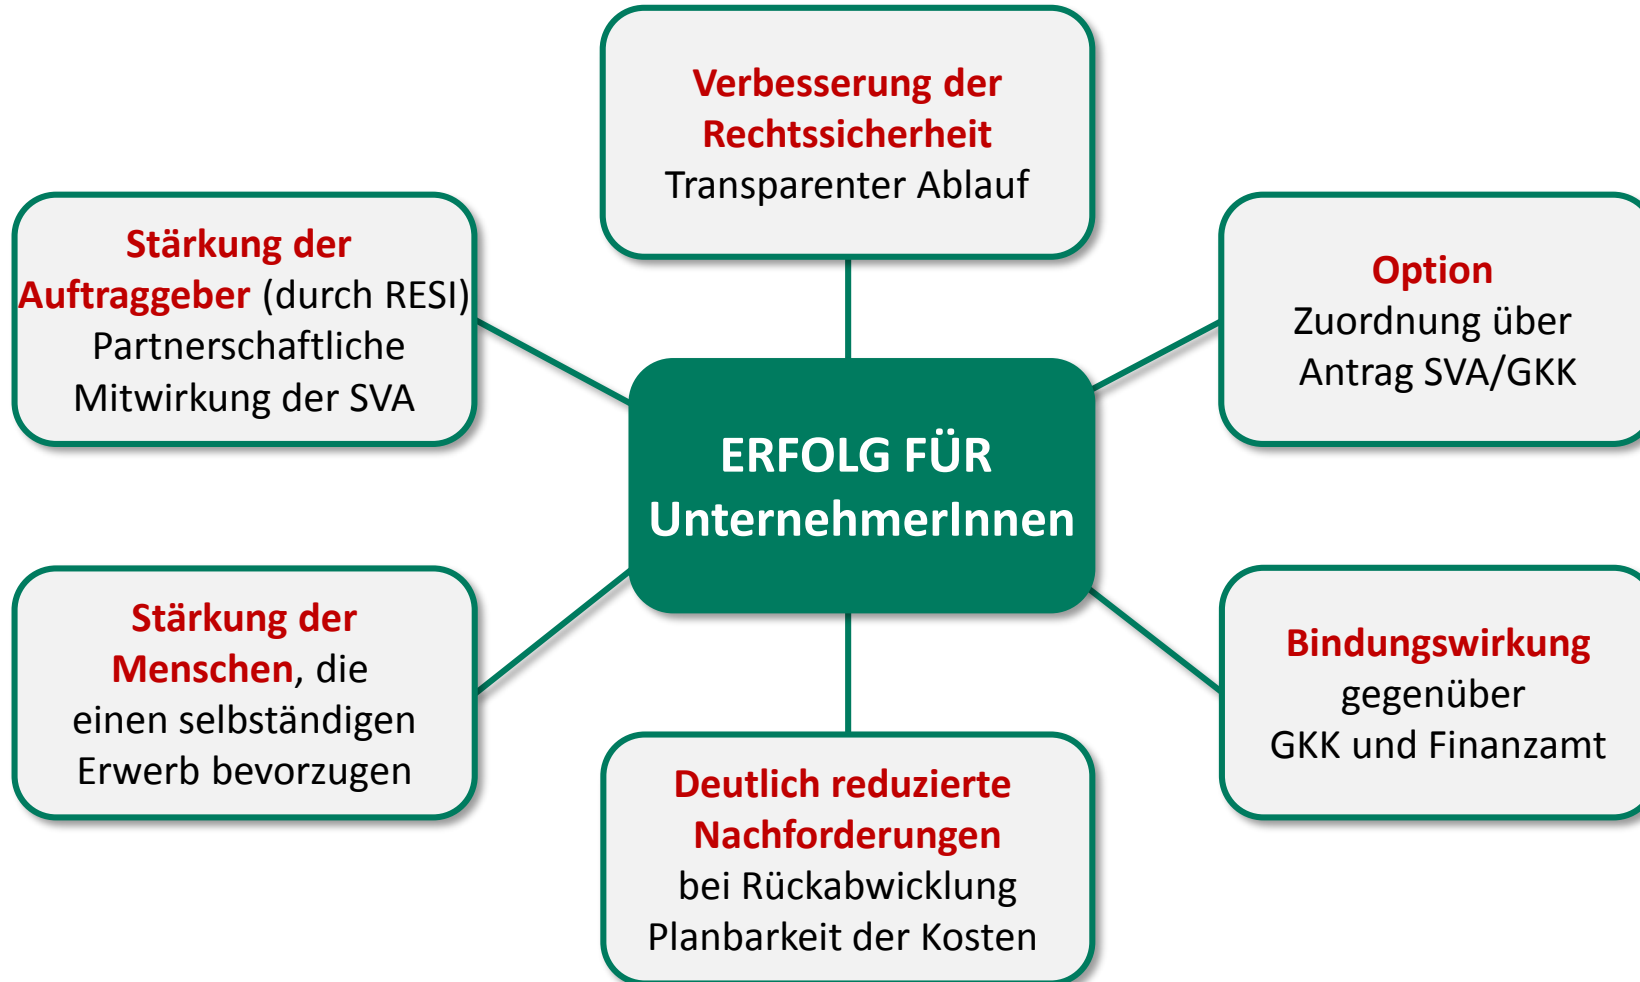 Verbesserung der
Rechtssicherheit
Transparenter Ablauf
Stärkung der
Auftraggeber (durch RESI)
Partnerschaftliche
Mitwirkung der SVA
Option
Zuordnung über
Antrag SVA/GKK
ERFOLG FÜR
UnternehmerInnen
Stärkung der
Menschen, die
einen selbständigen
Erwerb bevorzugen
Bindungswirkung
gegenüber
GKK und Finanzamt
Deutlich reduzierte
Nachforderungen
bei Rückabwicklung
Planbarkeit der Kosten